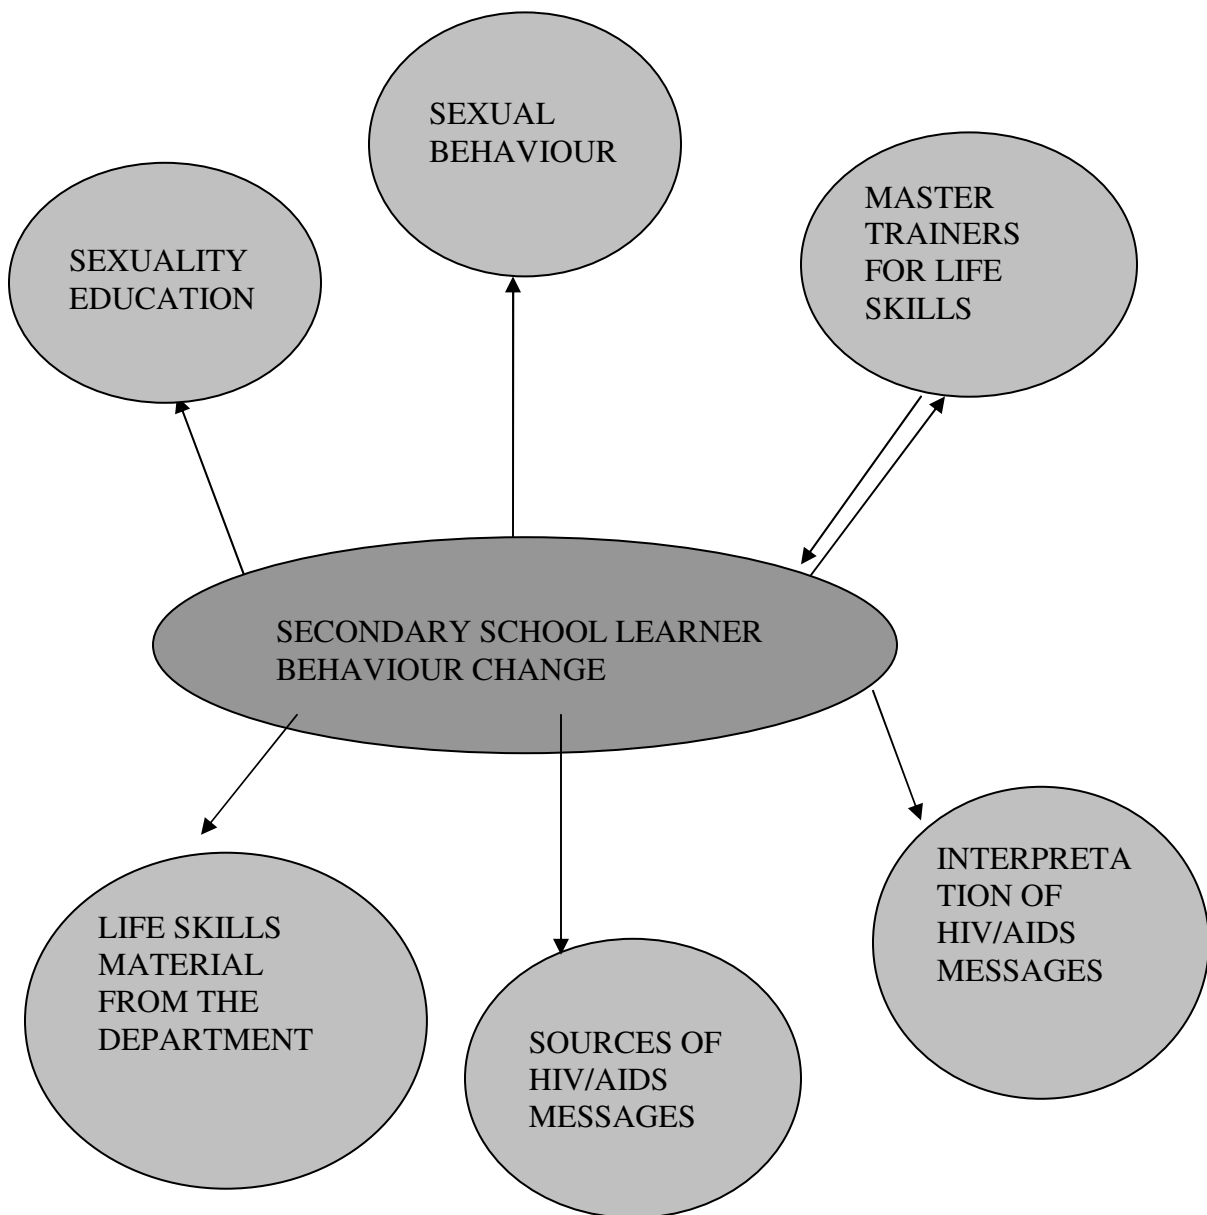 SEXUAL
BEHAVIOUR
MASTER
TRAINERS
FOR LIFE
SKILLS
SEXUALITY
EDUCATION
SECONDARY SCHOOL LEARNER
BEHAVIOUR CHANGE
INTERPRETA
TION OF
HIV/AIDS
MESSAGES
LIFE SKILLS
MATERIAL
FROM THE
DEPARTMENT
SOURCES OF
HIV/AIDS
MESSAGES